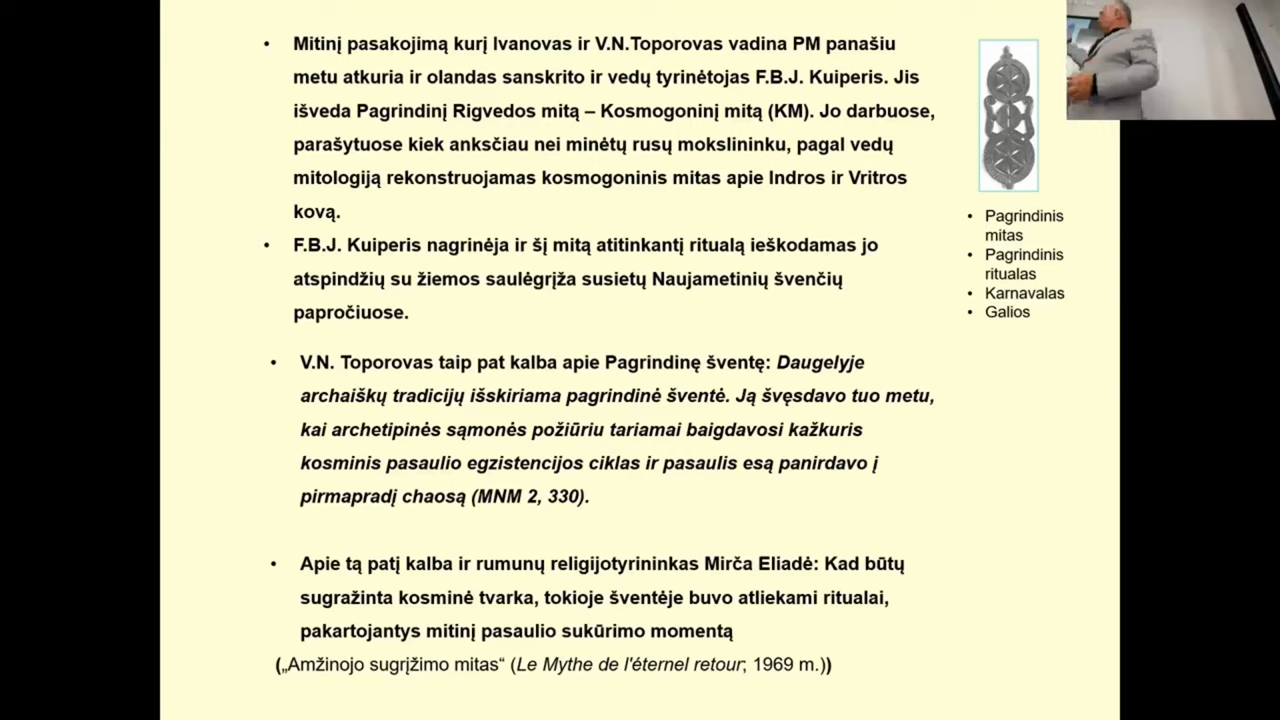 • Mitinį pasakojimą kurį Ivanovas ir V.N.Toporovas vadina PM panašiu
metu atkuria ir olandas sanskrito ir vedų tyrinėtojas F.B.J. Kuiperis. Jis
išveda Pagrindinį Rigvedos mitą – Kosmogoninį mitą (KM). Jo darbuose,
parašytuose kiek anksčiau nei minėtų rusų mokslininku, pagal vedų
mitologiją rekonstruojamas kosmogoninis mitas apie Indros ir Vritros
kovą.
• F.B.J. Kuiperis nagrinėja ir šį mitą atitinkantį ritualą ieškodamas jo
atspindžių su žiemos saulėgrįža susietų Naujametinių švenčių
papročiuose.
• V.N. Toporovas taip pat kalba apie Pagrindinę šventę: Daugelyje
archaiškų tradicijų išskiriama pagrindinė šventė. Ją švęsdavo tuo metu,
kai archetipinės sąmonės požiūriu tariamai baigdavosi kažkuris
kosminis pasaulio egzistencijos ciklas ir pasaulis esą panirdavo į
pirmapradį chaosą (MNM 2, 330).
• Apie tą patį kalba ir rumunų religijotyrininkas Mirča Eliadė: Kad būtų
sugražinta kosminė tvarka, tokioje šventėje buvo atliekami ritualai,
pakartojantys mitinį pasaulio sukūrimo momentą
(„Amžinojo sugrįžimo mitas“ (Le Mythe de l'éternel retour; 1969 m.))
• Pagrindinis
mitas
• Pagrindinis
ritualas
• Karnavalas
• Galios